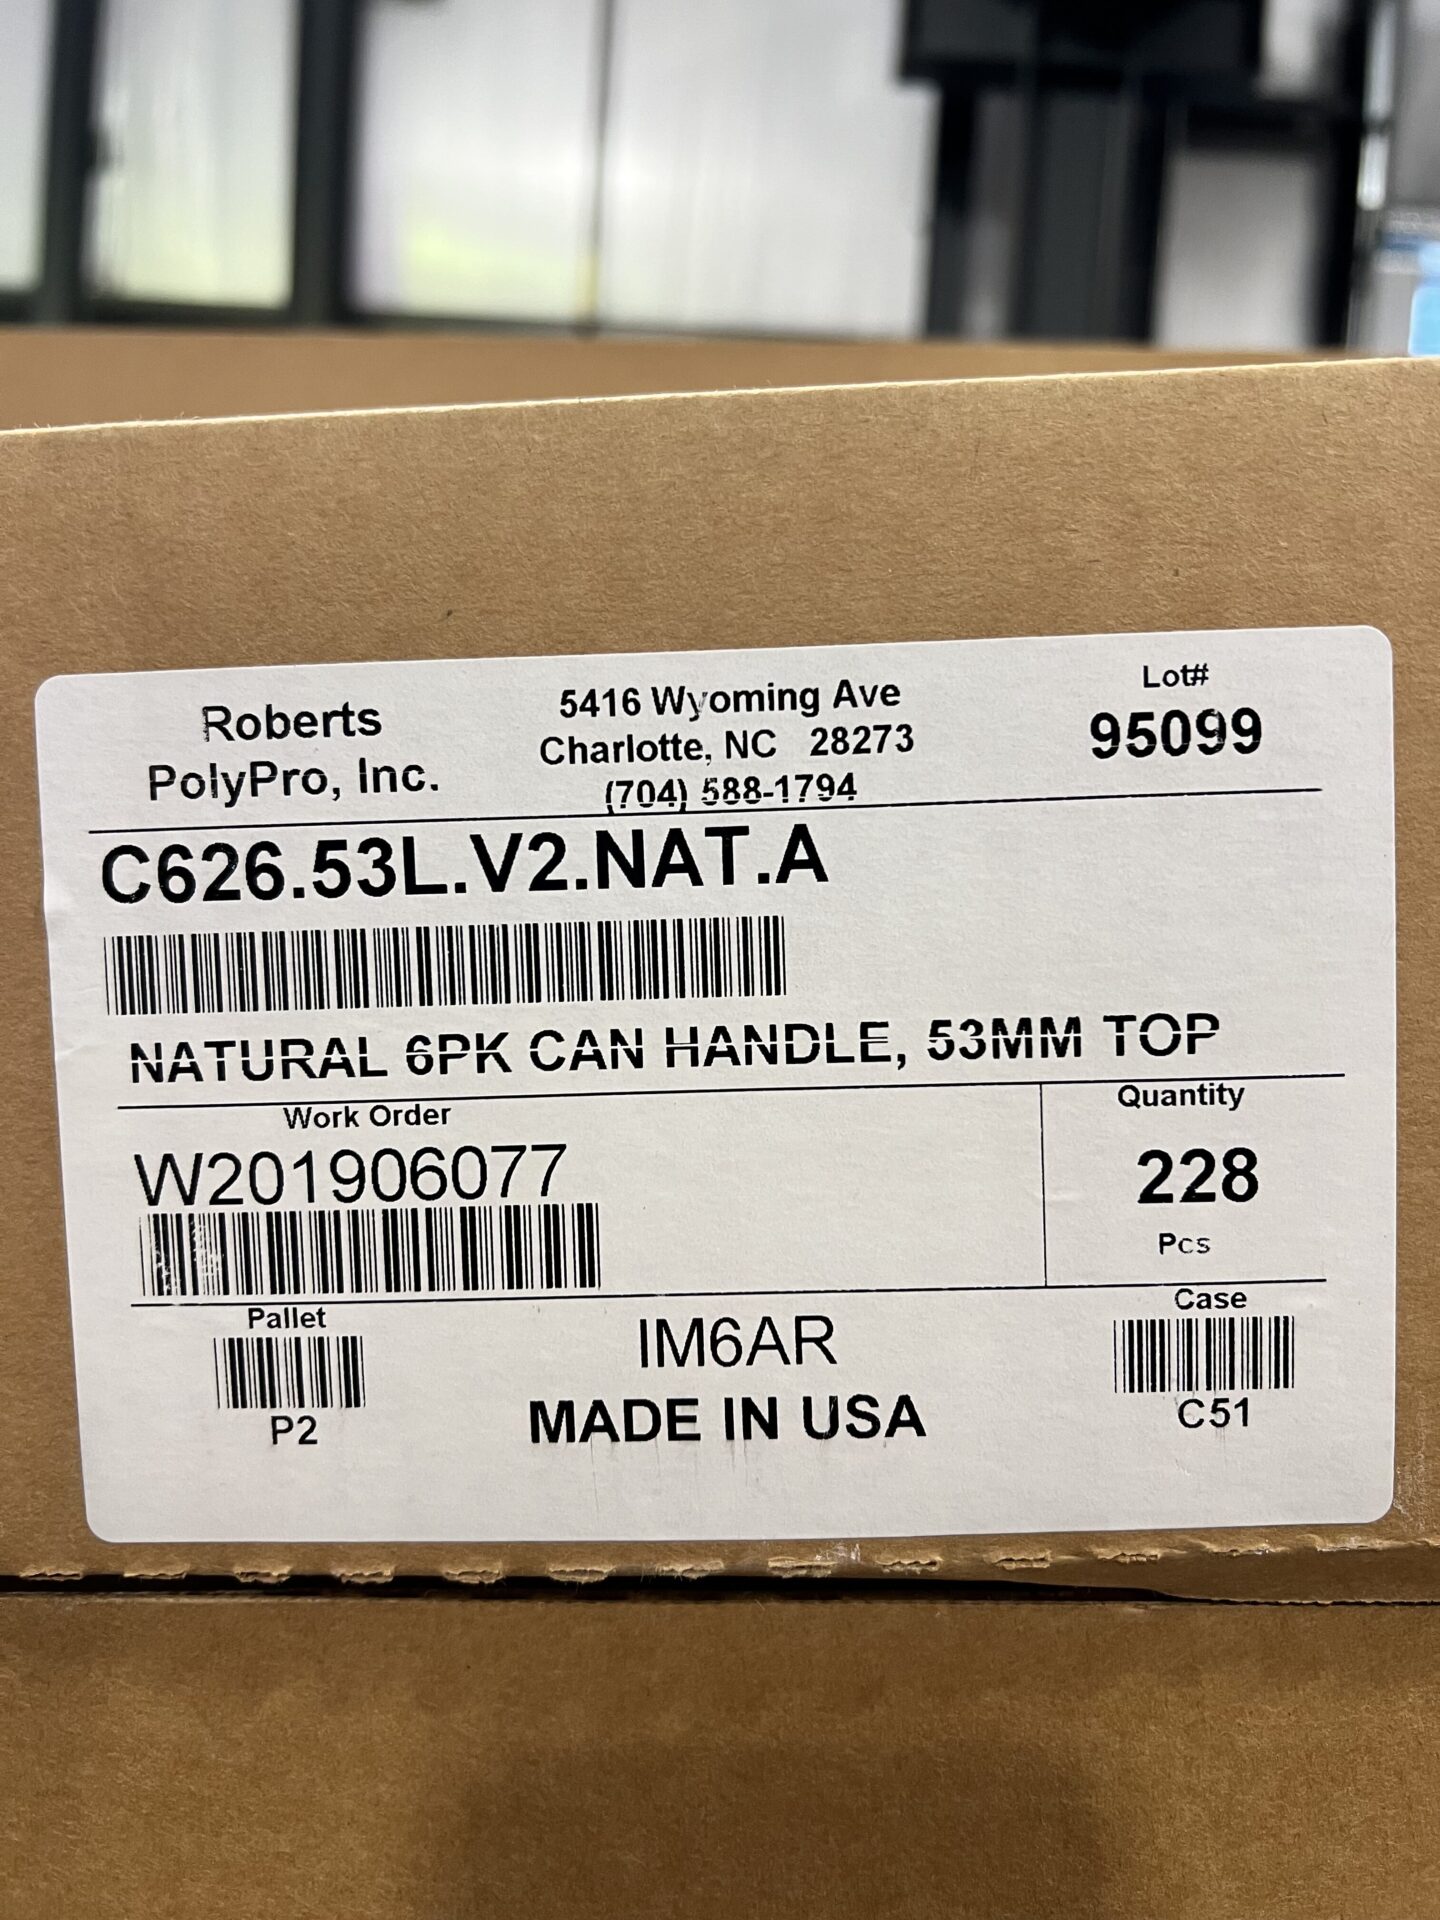 Roberts
PolyPro, Inc.
5416 Wyoming Ave
Charlotte, NC 28273
(704) 588-1794
Lot#
95099
C626.53L.V2.NAT.A
NATURAL 6PK CAN HANDLE, 53MM TOP
Work Order
W201906077
Quantity
228
Pcs
Pallet
P2
IM6AR
MADE IN USA
Case
C51